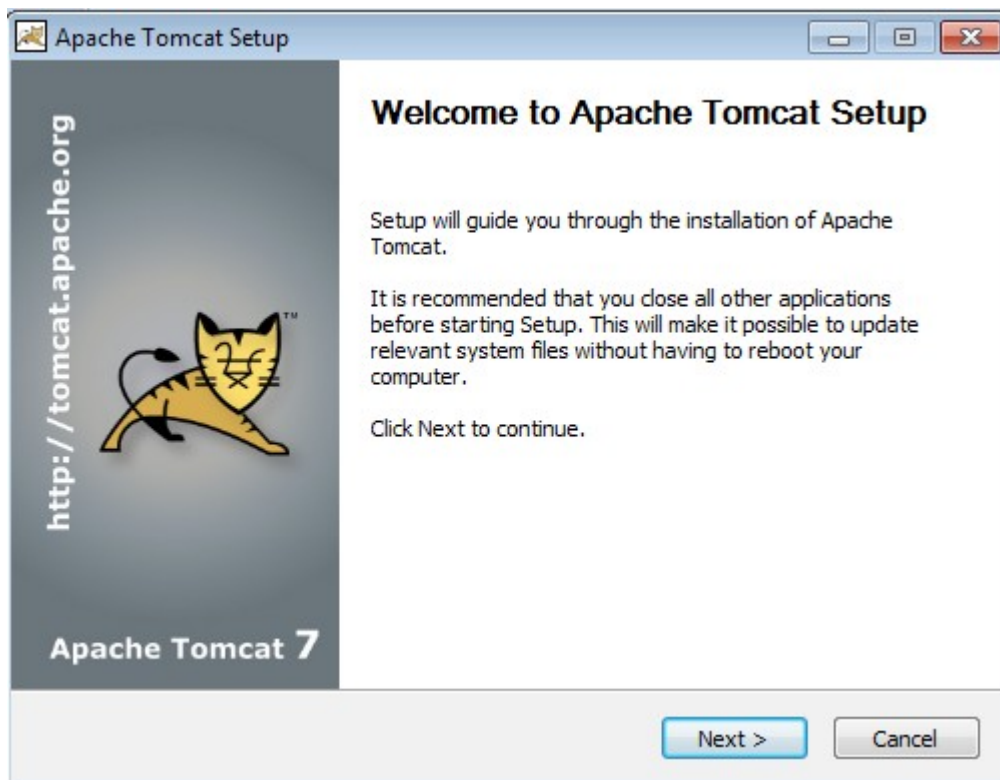 Apache Tomcat Setup
http://tomcat.apache.org
Apache Tomcat 7
Welcome to Apache Tomcat Setup
Setup will guide you through the installation of Apache
Tomcat.
It is recommended that you close all other applications
before starting Setup. This will make it possible to update
relevant system files without having to reboot your
computer.
Click Next to continue.
TM
Next >
Cancel